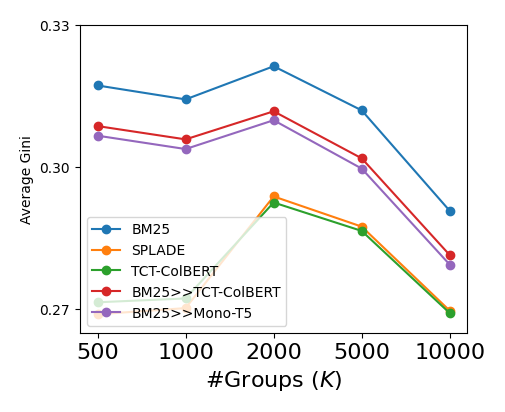 0.33
0.30
0.27
Average Gini
BM25
SPLADE
TCT-ColBERT
BM25>>TCT-ColBERT
BM25>>Mono-T5
500 1000 2000 5000 10000
#Groups (K)